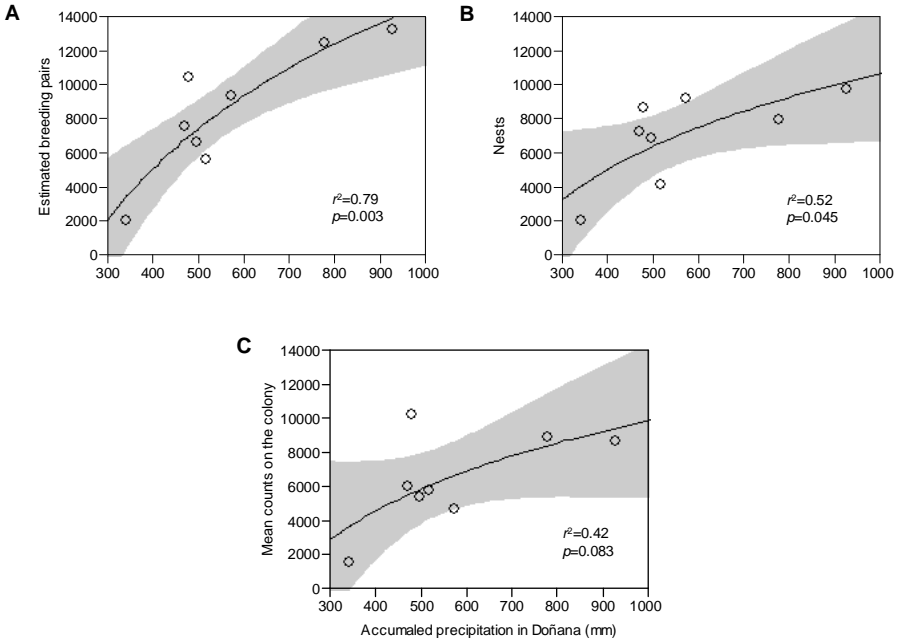 A
B
14000
12000
10000
8000
6000
4000
2000
0
Estimated breeding pairs
r²=0.79
p=0.003
300 400 500 600 700 800 900 1000
14000
12000
10000
8000
6000
4000
2000
0
Nests
r²=0.52
p=0.045
300 400 500 600 700 800 900 1000
C
14000
12000
10000
8000
6000
4000
2000
0
Mean counts on the colony
r²=0.42
p=0.083
300 400 500 600 700 800 900 1000
Accumaled precipitation in Doñana (mm)